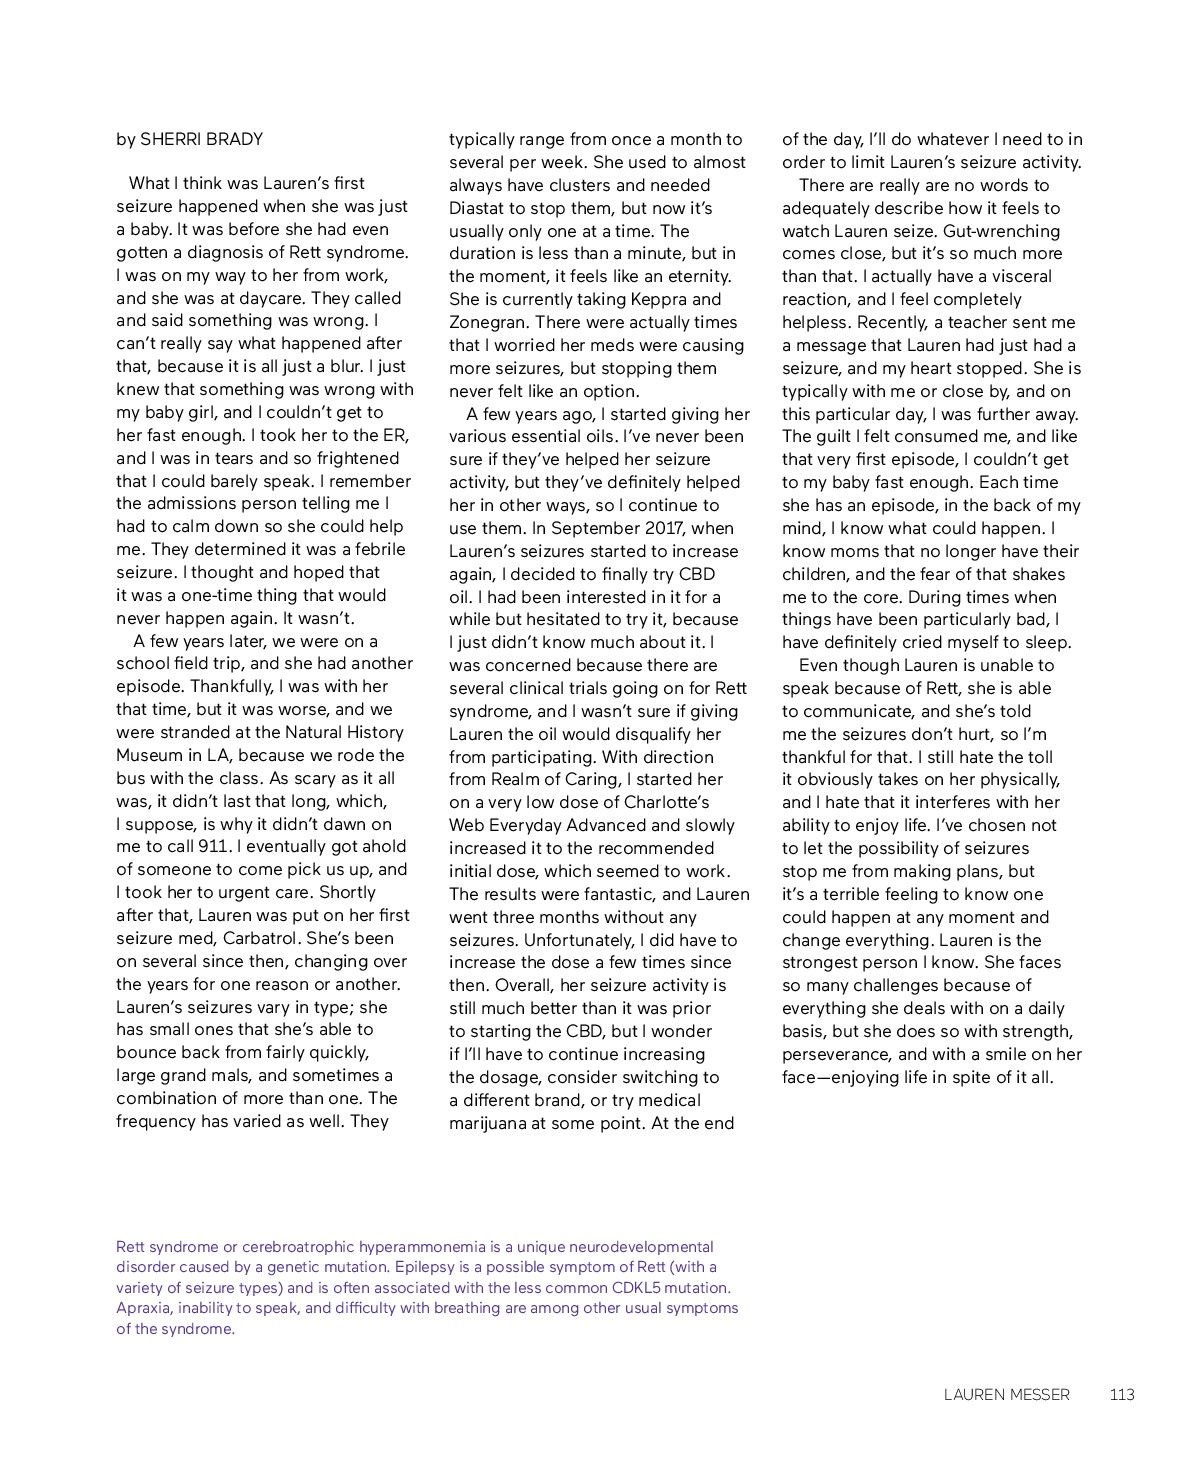 by SHERRI BRADY
What I think was Lauren’s first
seizure happened when she was just
a baby. It was before she had even
gotten a diagnosis of Rett syndrome.
I was on my way to her from work,
and she was at daycare. They called
and said something was wrong. I
can’t really say what happened after
that, because it is all just a blur. I just
knew that something was wrong with
my baby girl, and I couldn’t get to
her fast enough. I took her to the ER,
and I was in tears and so frightened
that I could barely speak. I remember
the admissions person telling me I
had to calm down so she could help
me. They determined it was a febrile
seizure. I thought and hoped that
it was a one-time thing that would
never happen again. It wasn’t.
A few years later, we were on a
school field trip, and she had another
episode. Thankfully, I was with her
that time, but it was worse, and we
were stranded at the Natural History
Museum in LA, because we rode the
bus with the class. As scary as it all
was, it didn’t last that long, which,
I suppose, is why it didn’t dawn on
me to call 911. I eventually got ahold
of someone to come pick us up, and
I took her to urgent care. Shortly
after that, Lauren was put on her first
seizure med, Carbatrol. She’s been
on several since then, changing over
the years for one reason or another.
Lauren’s seizures vary in type; she
has small ones that she’s able to
bounce back from fairly quickly,
large grand mals, and sometimes a
combination of more than one. The
frequency has varied as well. They
typically range from once a month to
several per week. She used to almost
always have clusters and needed
Diastat to stop them, but now it’s
usually only one at a time. The
duration is less than a minute, but in
the moment, it feels like an eternity.
She is currently taking Keppra and
Zonegran. There were actually times
that I worried her meds were causing
more seizures, but stopping them
never felt like an option.
A few years ago, I started giving her
various essential oils. I’ve never been
sure if they’ve helped her seizure
activity, but they’ve definitely helped
her in other ways, so I continue to
use them. In September 2017, when
Lauren’s seizures started to increase
again, I decided to finally try CBD
oil. I had been interested in it for a
while but hesitated to try it, because
I just didn’t know much about it. I
was concerned because there are
several clinical trials going on for Rett
syndrome, and I wasn’t sure if giving
Lauren the oil would disqualify her
from participating. With direction
from Realm of Caring, I started her
on a very low dose of Charlotte’s
Web Everyday Advanced and slowly
increased it to the recommended
initial dose, which seemed to work.
The results were fantastic, and Lauren
went three months without any
seizures. Unfortunately, I did have to
increase the dose a few times since
then. Overall, her seizure activity is
still much better than it was prior
to starting the CBD, but I wonder
if I’ll have to continue increasing
the dosage, consider switching to
a different brand, or try medical
marijuana at some point. At the end
of the day, I’ll do whatever I need to in
order to limit Lauren’s seizure activity.
There are really are no words to
adequately describe how it feels to
watch Lauren seize. Gut-wrenching
comes close, but it’s so much more
than that. I actually have a visceral
reaction, and I feel completely
helpless. Recently, a teacher sent me
a message that Lauren had just had a
seizure, and my heart stopped. She is
typically with me or close by, and on
this particular day, I was further away.
The guilt I felt consumed me, and like
that very first episode, I couldn’t get
to my baby fast enough. Each time
she has an episode, in the back of my
mind, I know what could happen. I
know moms that no longer have their
children, and the fear of that shakes
me to the core. During times when
things have been particularly bad, I
have definitely cried myself to sleep.
Even though Lauren is unable to
speak because of Rett, she is able
to communicate, and she’s told
me the seizures don’t hurt, so I’m
thankful for that. I still hate the toll
it obviously takes on her physically,
and I hate that it interferes with her
ability to enjoy life. I’ve chosen not
to let the possibility of seizures
stop me from making plans, but
it’s a terrible feeling to know one
could happen at any moment and
change everything. Lauren is the
strongest person I know. She faces
so many challenges because of
everything she deals with on a daily
basis, but she does so with strength,
perseverance, and with a smile on her
face—enjoying life in spite of it all.
Rett syndrome or cerebroatrophic hyperammonemia is a unique neurodevelopmental
disorder caused by a genetic mutation. Epilepsy is a possible symptom of Rett (with a
variety of seizure types) and is often associated with the less common CDKL5 mutation.
Apraxia, inability to speak, and difficulty with breathing are among other usual symptoms
of the syndrome.
LAUREN MESSER 113